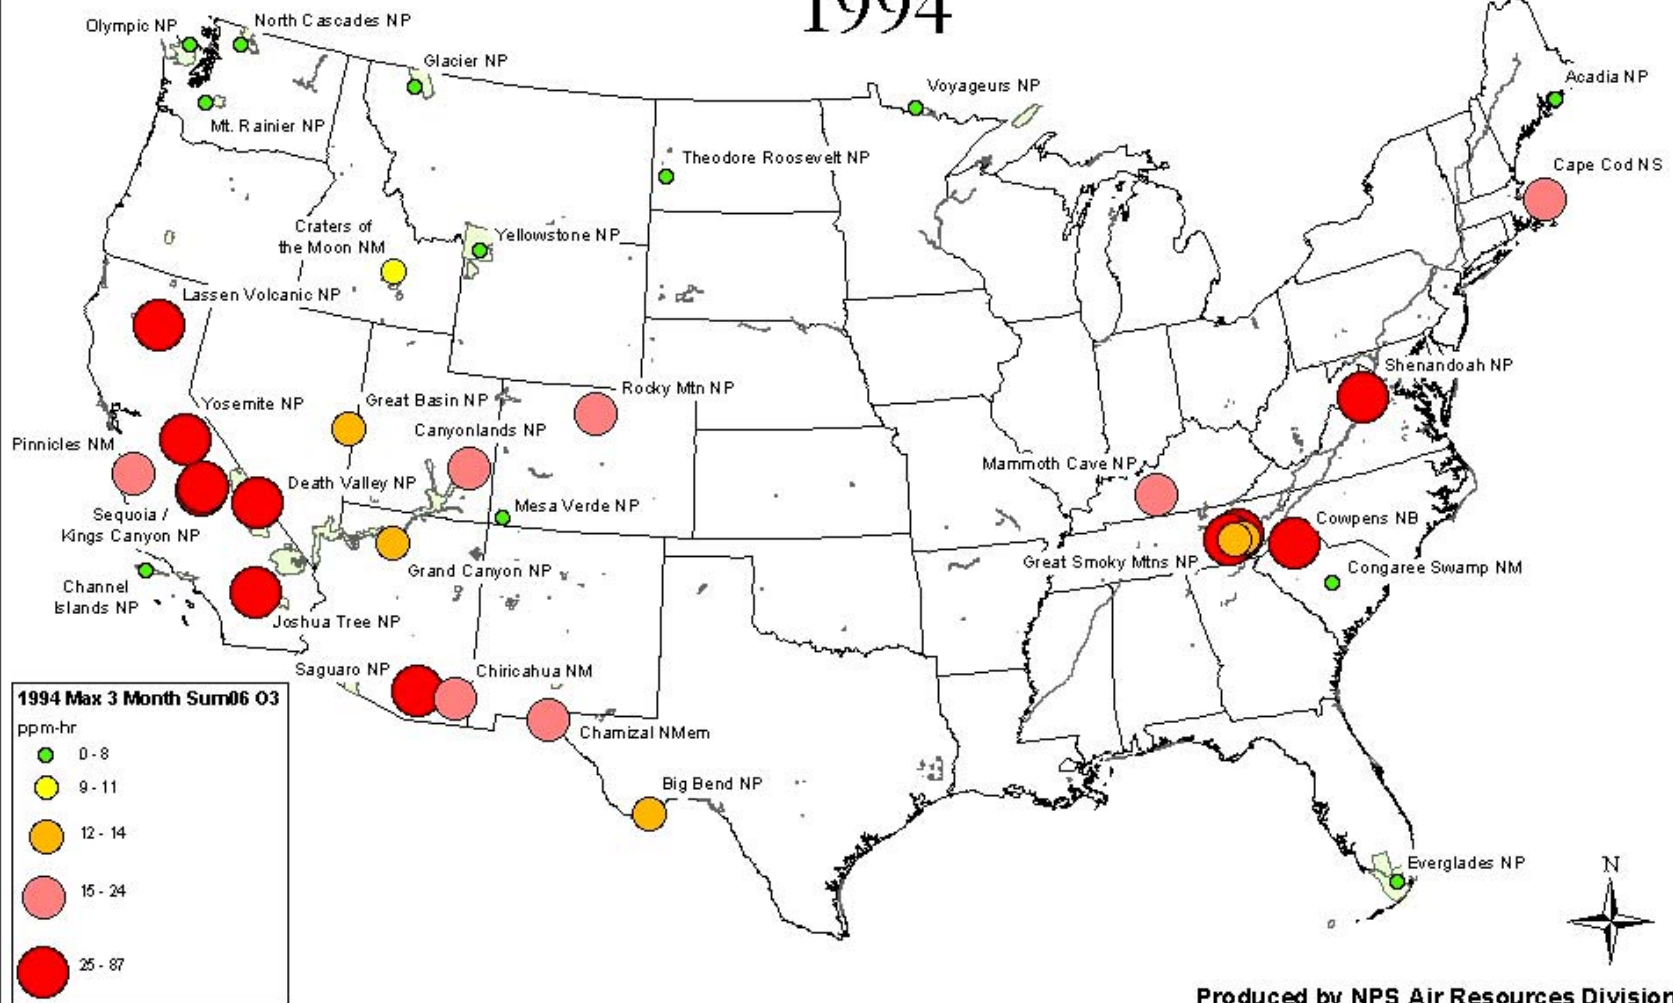 1994
Olympic NP
North Cascades NP
Glacier NP
Voyageurs NP
Acadia NP
Mt. Rainier NP
Theodore Roosevelt NP
Cape Cod NS
Craters of
the Moon NM
Yellowstone NP
Lassen Volcanic NP
Shenandoah NP
Rocky Mtn NP
Yosemite NP
Great Basin NP
Canyonlands NP
Pinnicles NM
Mammoth Cave NP
Death Valley NP
Mesa Verde NP
Sequoia /
Kings Canyon NP
Cowpens NB
Great Smoky Mtns NP
Congaree Swamp NM
Grand Canyon NP
Channel
Islands NP
Joshua Tree NP
Saguaro NP
Chiricahua NM
Chamizal NMem
Big Bend NP
Everglades NP
1994 Max 3 Month Sum06 O3
ppm-hr
0 - 8
9 - 11
12 - 14
15 - 24
25 - 87
N
Produced by NPS Air Resources Division